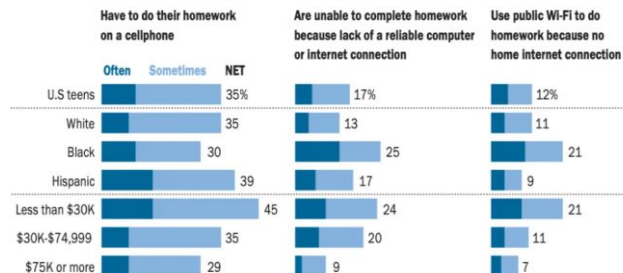 Have to do their homework
on a cellphone
Are unable to complete homework
because lack of a reliable computer
or internet connection
Use public Wi-Fi to do
homework because no
home internet connection
Often Sometimes NET
U.S teens 35% 17% 12%
White 35 13 11
Black 30 25 21
Hispanic 39 17 9
Less than $30K 45 24 21
$30K-$74,999 35 20 11
$75K or more 29 9 7